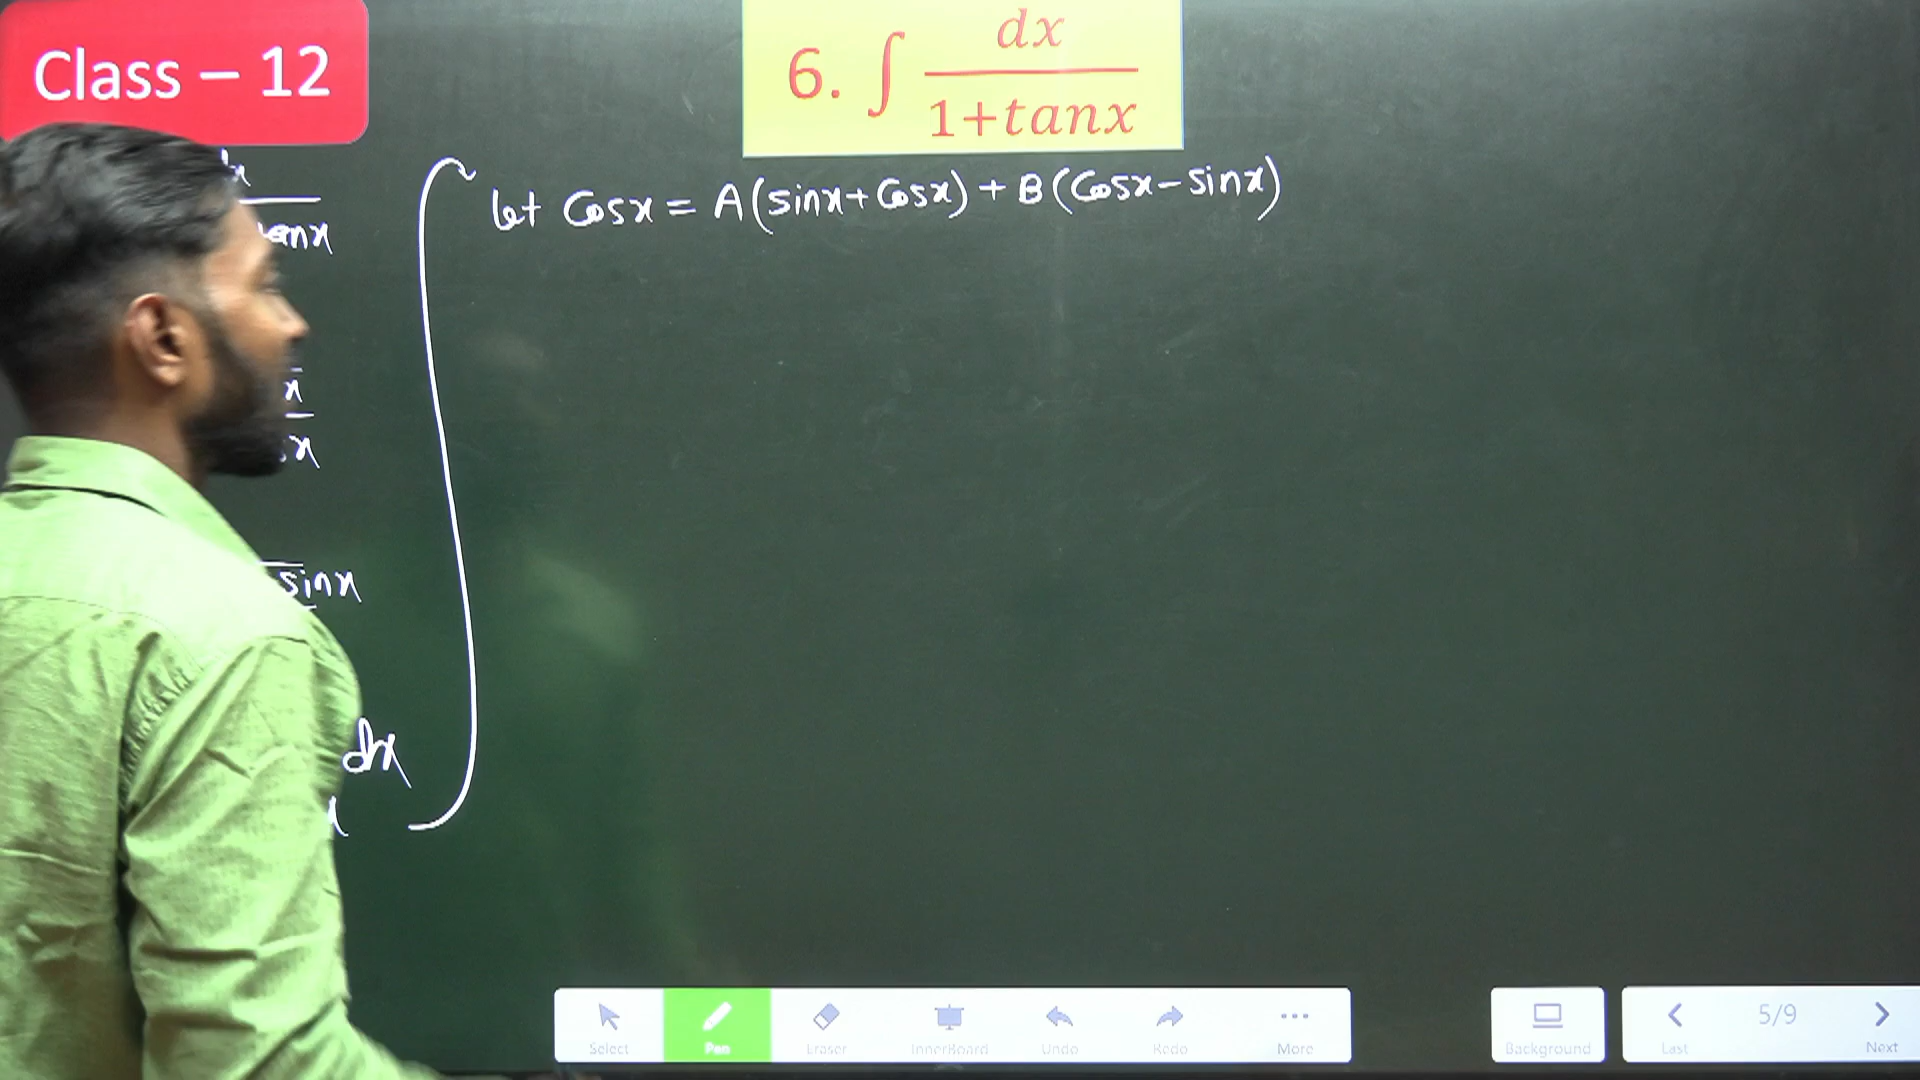 Class – 12
6. ∫ dx / 1+tanx
let Cosx = A(sinx+Cosx) + B(Cosx−sinx)
sinx
dx
Select Pen Eraser InnerBoard Undo Redo More Background Last 5/9 Next